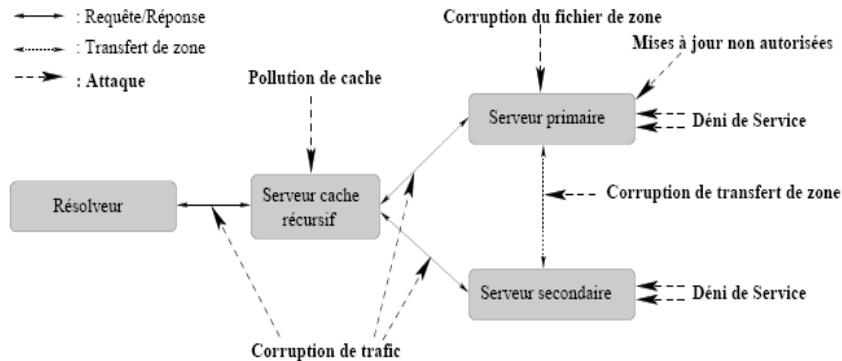 : Requête/Réponse
: Transfert de zone
: Attaque
Corruption du fichier de zone
Mises à jour non autorisées
Pollution de cache
Serveur primaire
Déni de Service
Résolveur
Serveur cache
récursif
Corruption de transfert de zone
Serveur secondaire
Déni de Service
Corruption de trafic